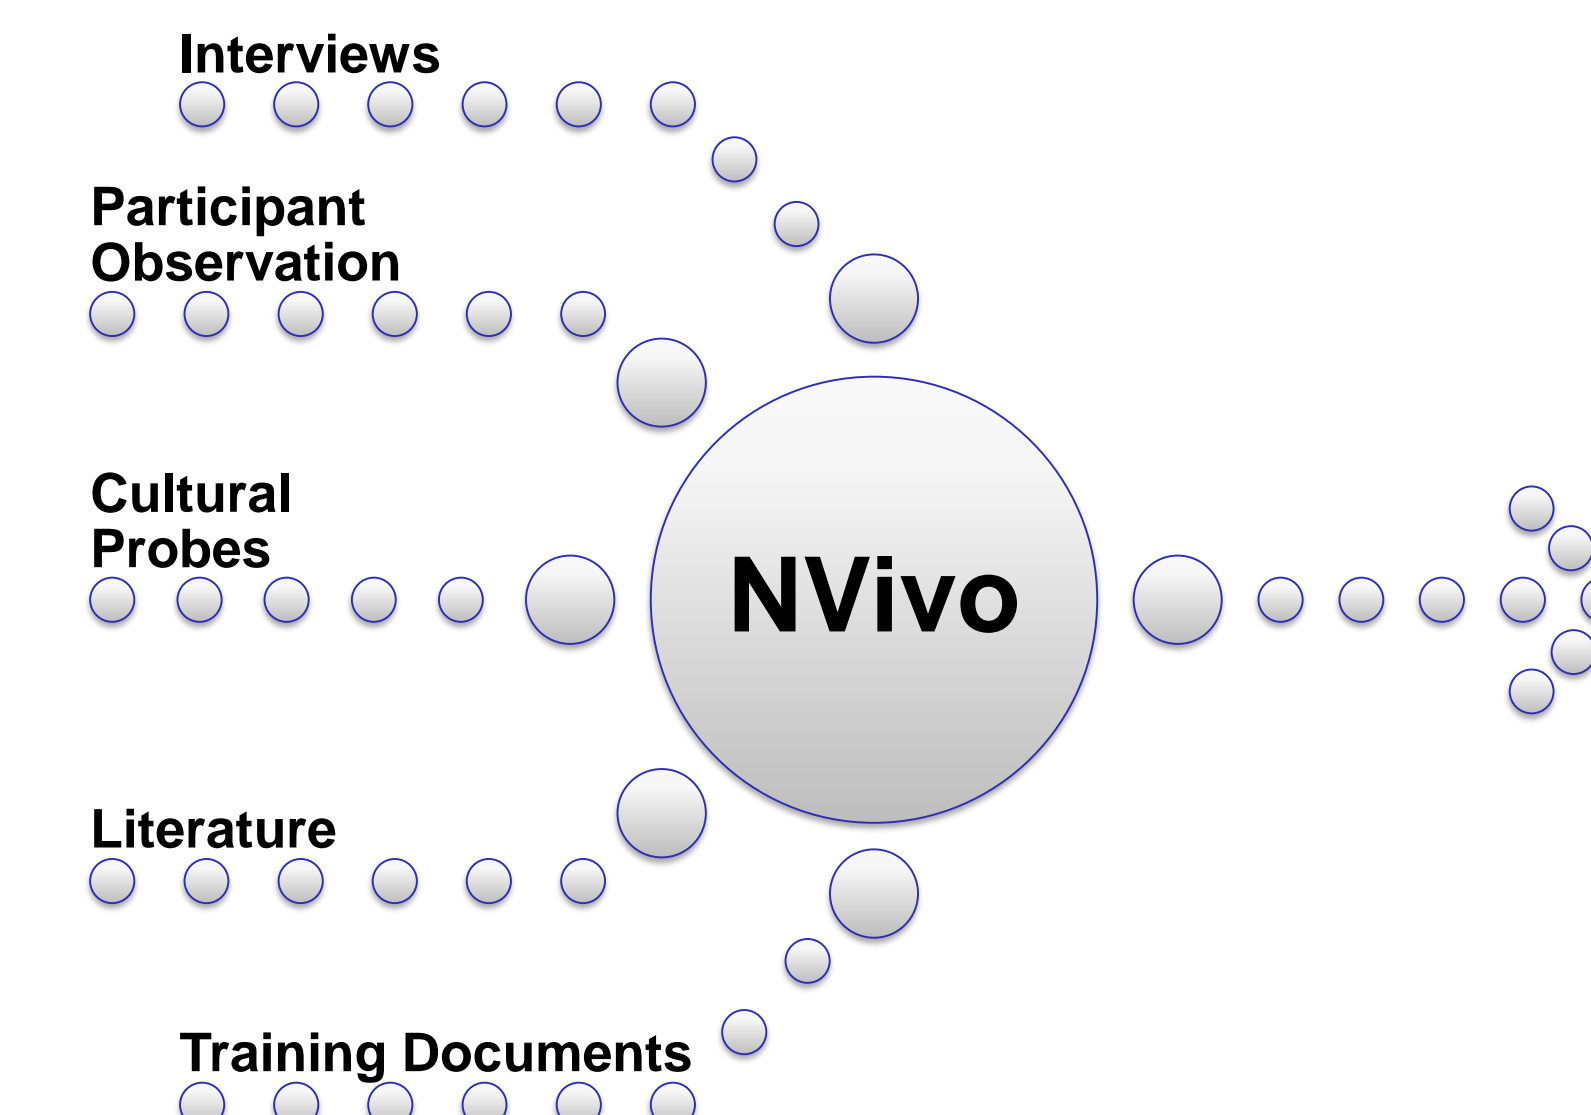 Interviews
Participant
Observation
Cultural
Probes
NVivo
Literature
Training Documents